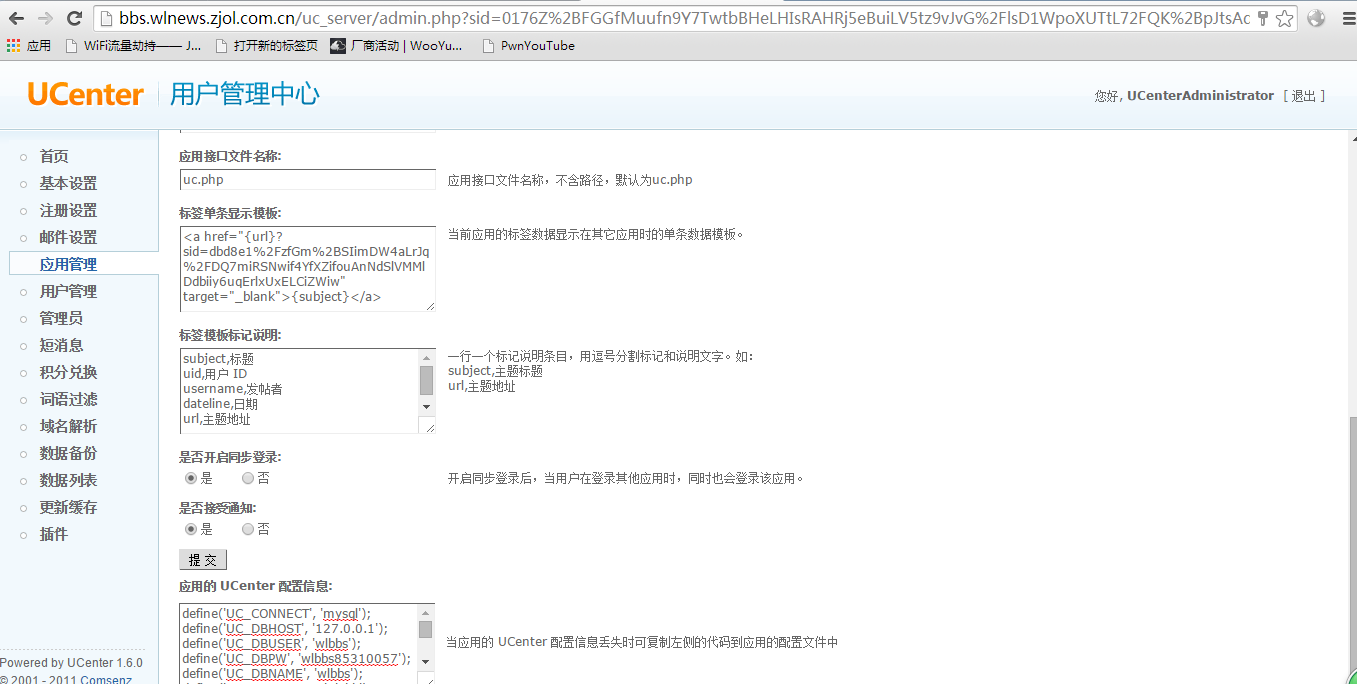 bbs.wlnews.zjol.com.cn/uc_server/admin.php?sid=0176Z%2BFGGfMuufn9Y7TwtbBHeLHIsRAHRj5eBuiLV5tz9vJvG%2FlsD1WpoXUTtL72FQK%2BpJtsAc
应用 WiFi流量劫持—— J... 打开新的标签页 厂商活动 | WooYu... PwnYouTube
UCenter 用户管理中心
您好, UCenterAdministrator [ 退出 ]
首页
基本设置
注册设置
邮件设置
应用管理
用户管理
管理员
短消息
积分兑换
词语过滤
域名解析
数据备份
数据列表
更新缓存
插件
Powered by UCenter 1.6.0
© 2001 - 2011 Comsenz
应用接口文件名称:
uc.php
应用接口文件名称，不含路径，默认为uc.php
标签单条显示模板:
<a href="{url}?
sid=dbd8e1%2FzfGm%2BSIimDW4aLrJq
%2FDQ7miRSNwif4YfXZifouAnNdSlVMMl
Ddbiiy6uqErlxUxELCiZWiw"
target="_blank">{subject}</a>
当前应用的标签数据显示在其它应用时的单条数据模板。
标签模板标记说明:
subject,标题
uid,用户 ID
username,发帖者
dateline,日期
url,主题地址
一行一个标记说明条目，用逗号分割标记和说明文字。如：
subject,主题标题
url,主题地址
是否开启同步登录:
是 否
开启同步登录后，当用户在登录其他应用时，同时也会登录该应用。
是否接受通知:
是 否
提 交
应用的 UCenter 配置信息:
define('UC_CONNECT', 'mysql');
define('UC_DBHOST', '127.0.0.1');
define('UC_DBUSER', 'wlbbs');
define('UC_DBPW', 'wlbbs85310057');
define('UC_DBNAME', 'wlbbs');
当应用的 UCenter 配置信息丢失时可复制左侧的代码到应用的配置文件中